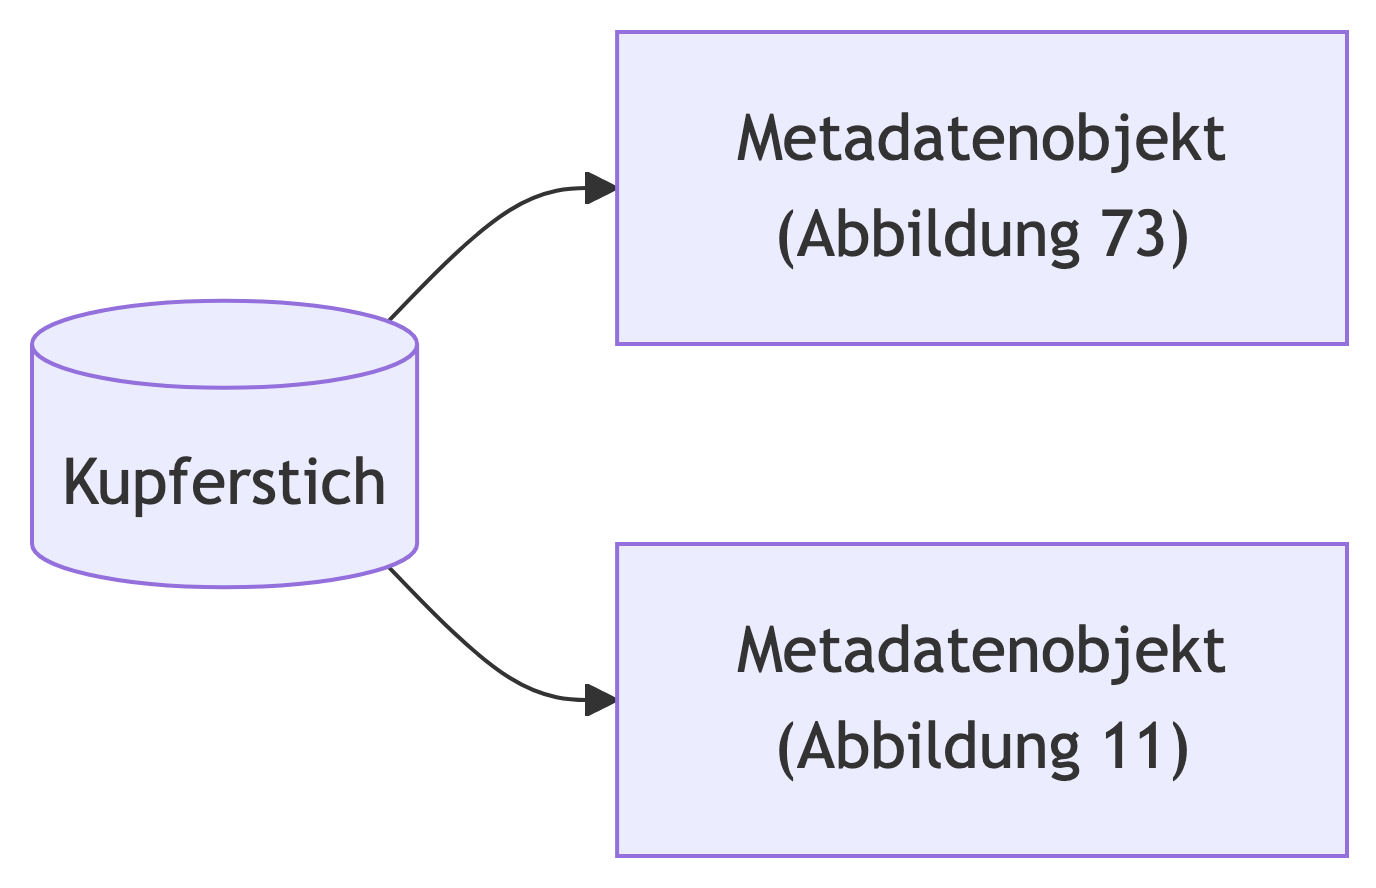 Metadatenobjekt
(Abbildung 73)
Kupferstich
Metadatenobjekt
(Abbildung 11)